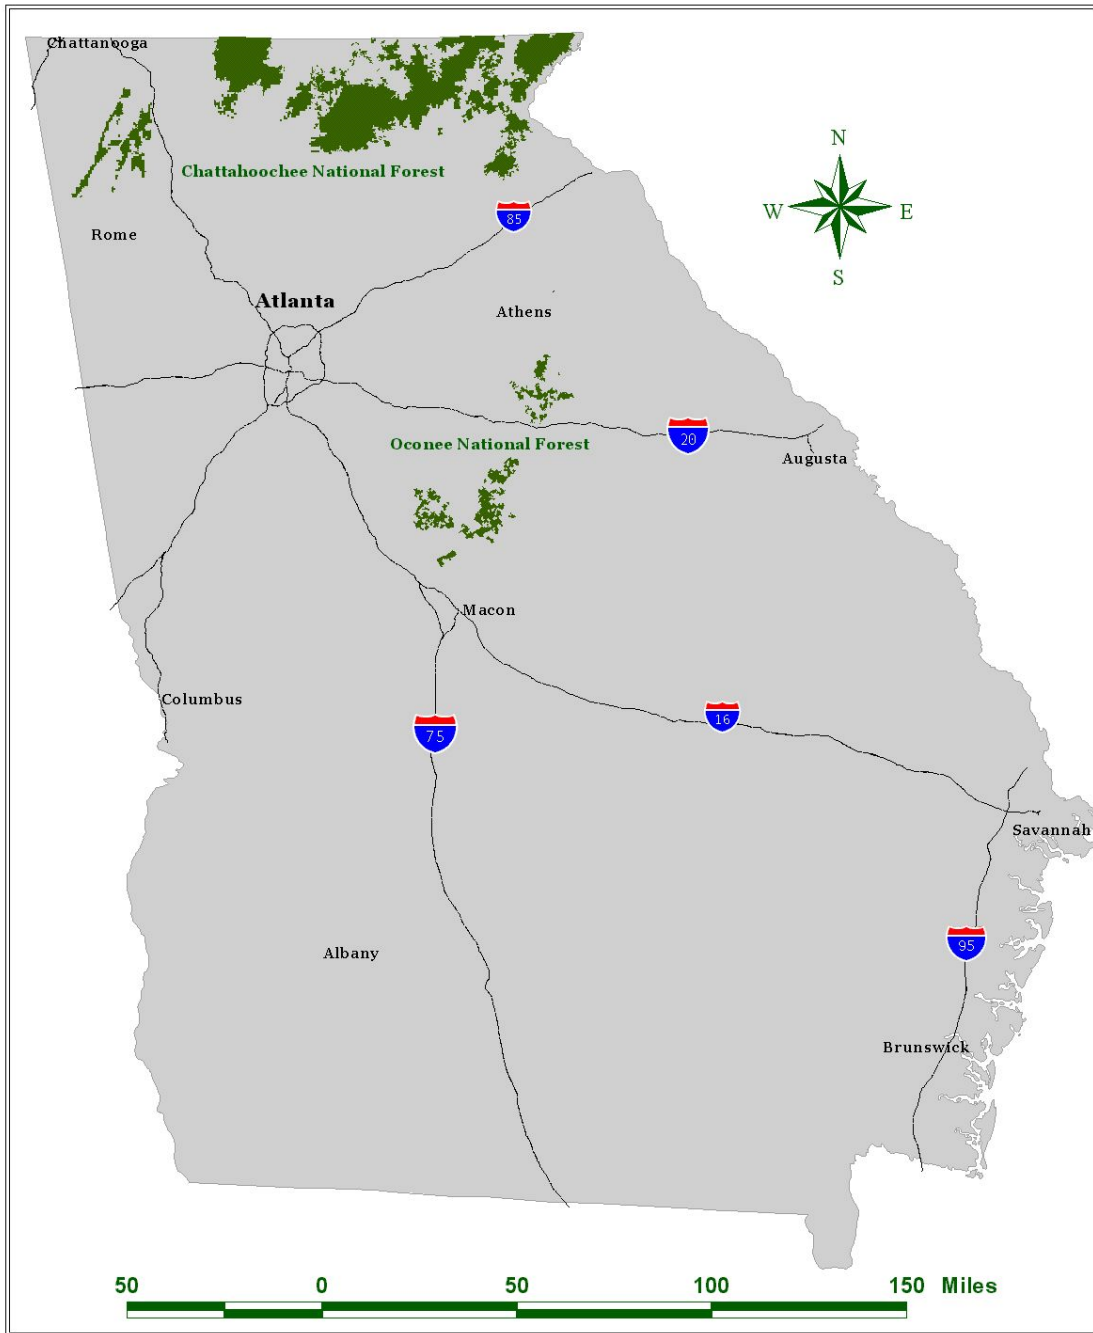 Chattanooga
N
Chattahoochee National Forest
W
E
85
Rome
S
Atlanta
Athens
20
Oconee National Forest
Augusta
Macon
Columbus
16
75
Savannah
95
Albany
Brunswick
50 0 50 100 150 Miles